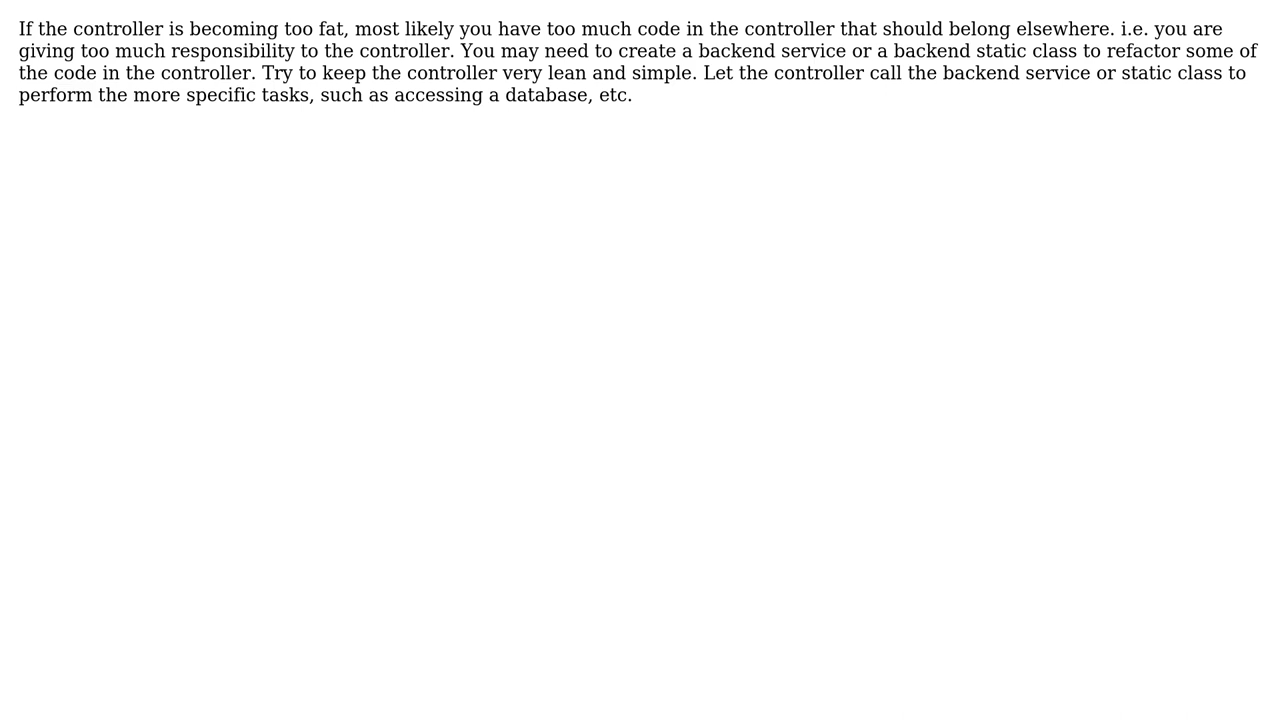 If the controller is becoming too fat, most likely you have too much code in the controller that should belong elsewhere. i.e. you are
giving too much responsibility to the controller. You may need to create a backend service or a backend static class to refactor some of
the code in the controller. Try to keep the controller very lean and simple. Let the controller call the backend service or static class to
perform the more specific tasks, such as accessing a database, etc.